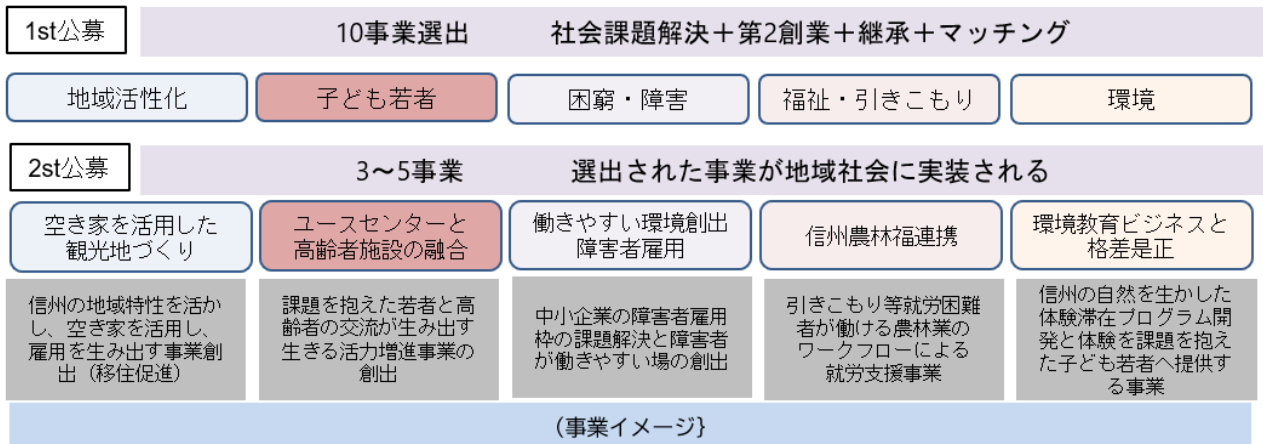 1st公募
10事業選出 社会課題解決+第2創業+継承+マッチング
地域活性化
子ども若者
困窮・障害
福祉・引きこもり
環境
2st公募
3～5事業 選出された事業が地域社会に実装される
空き家を活用した
観光地づくり
ユースセンターと
高齢者施設の融合
働きやすい環境創出
障害者雇用
信州農林福連携
環境教育ビジネスと
格差是正
信州の地域特性を活か
し、空き家を活用し、
雇用を生み出す事業創
出（移住促進）
課題を抱えた若者と高
齢者の交流が生み出す
生きる活力増進事業の
創出
中小企業の障害者雇用
枠の課題解決と障害者
が働きやすい場の創出
引きこもり等就労困難
者が働ける農林業の
ワークフローによる
就労支援事業
信州の自然を生かした
体験滞在プログラム開
発と体験を課題を抱え
た子ども若者へ提供す
る事業
(事業イメージ}